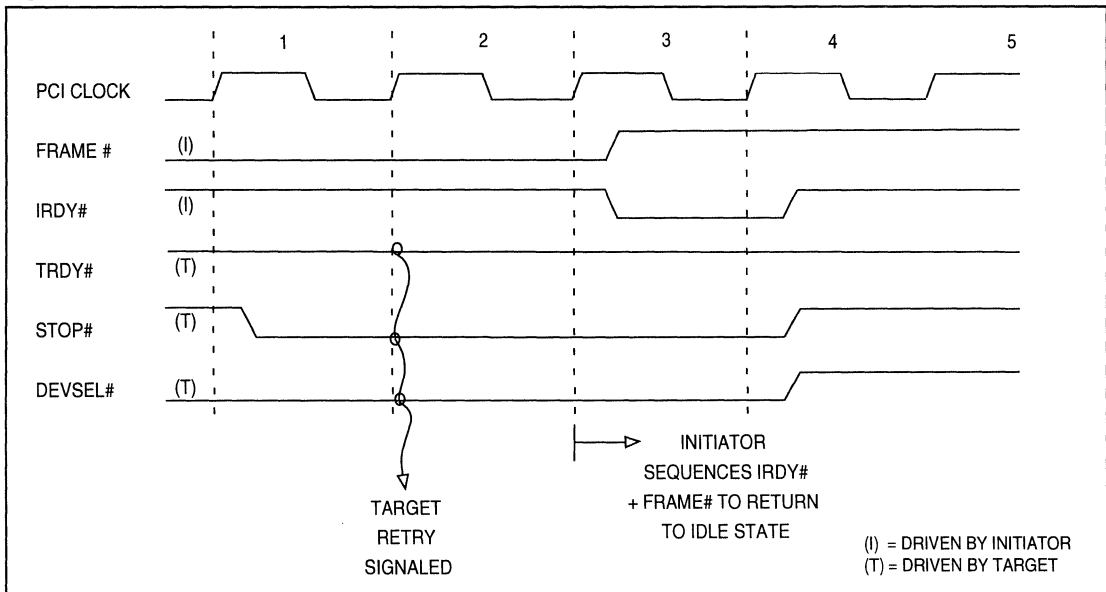 1 2 3 4 5
PCI CLOCK
FRAME # (I)
IRDY# (I)
TRDY# (T)
STOP# (T)
DEVSEL# (T)
TARGET
RETRY
SIGNALED
INITIATOR
SEQUENCES IRDY#
+ FRAME# TO RETURN
TO IDLE STATE
(I) = DRIVEN BY INITIATOR
(T) = DRIVEN BY TARGET